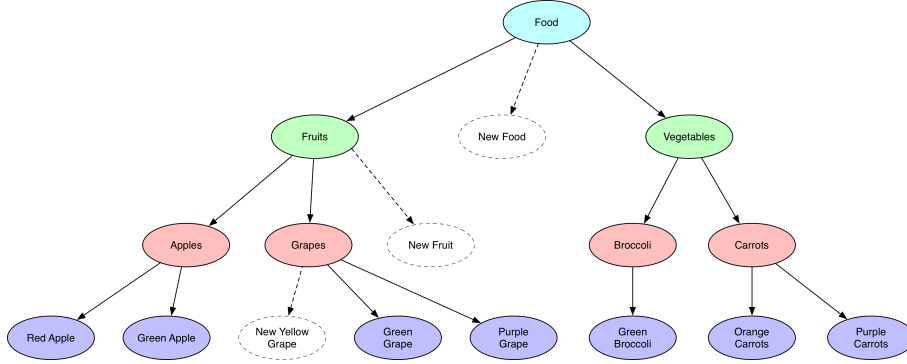 Food
Fruits
New Food
Vegetables
Apples
Grapes
New Fruit
Broccoli
Carrots
Red Apple
Green Apple
New Yellow
Grape
Green
Grape
Purple
Grape
Green
Broccoli
Orange
Carrots
Purple
Carrots